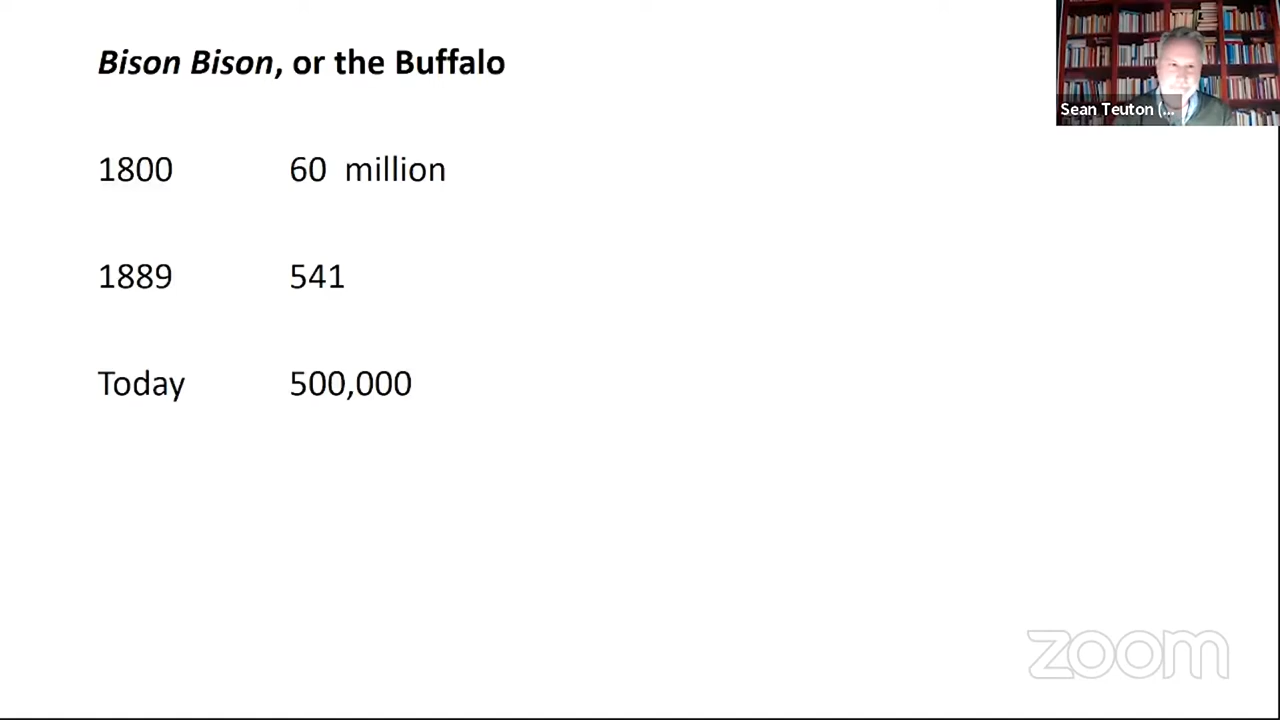 Bison Bison, or the Buffalo
Sean Teuton (...
1800 60 million
1889 541
Today 500,000
zoom